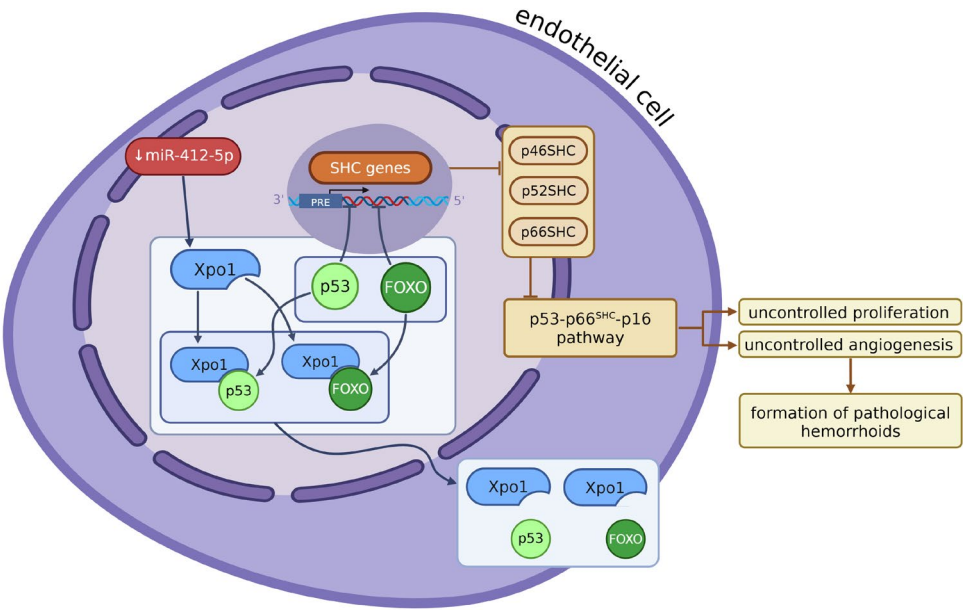 endothelial cell
↓miR-412-5p
SHC genes
3'
PRE
5'
p46SHC
p52SHC
p66SHC
Xpo1
p53
FOXO
Xpo1
p53
Xpo1
FOXO
p53-p66ˢᴴᶜ-p16
pathway
uncontrolled proliferation
uncontrolled angiogenesis
formation of pathological
hemorrhoids
Xpo1
Xpo1
p53
FOXO